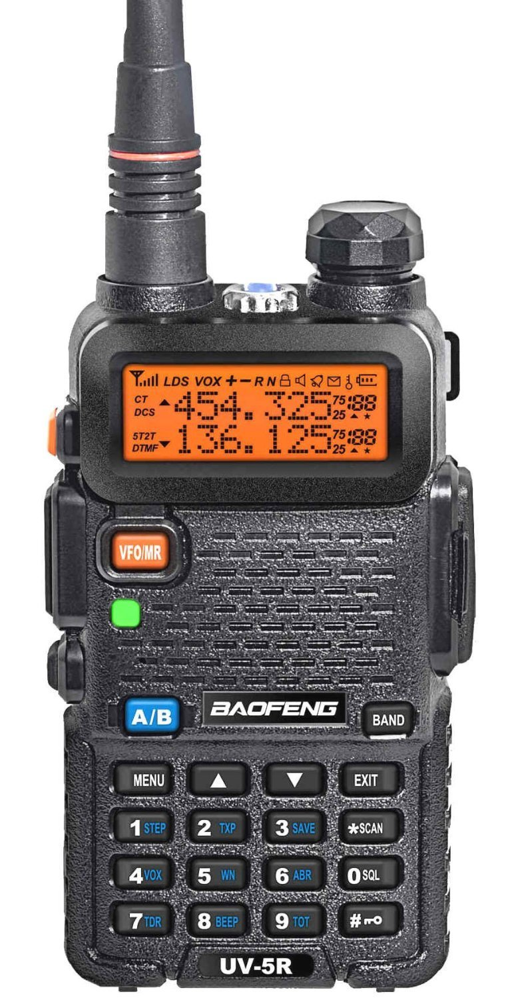 LDS VOX + - R N
CT
DCS ▲ 454.325 75 88
25 ▲ ★
5T2T
DTMF ▼ 136.125 75 88
25 ▲ ★
VFO/MR
A/B BAOFENG BAND
MENU ▲ ▼ EXIT
1 STEP 2 TXP 3 SAVE *SCAN
4 VOX 5 WN 6 ABR 0 SQL
7 TDR 8 BEEP 9 TOT #
UV-5R